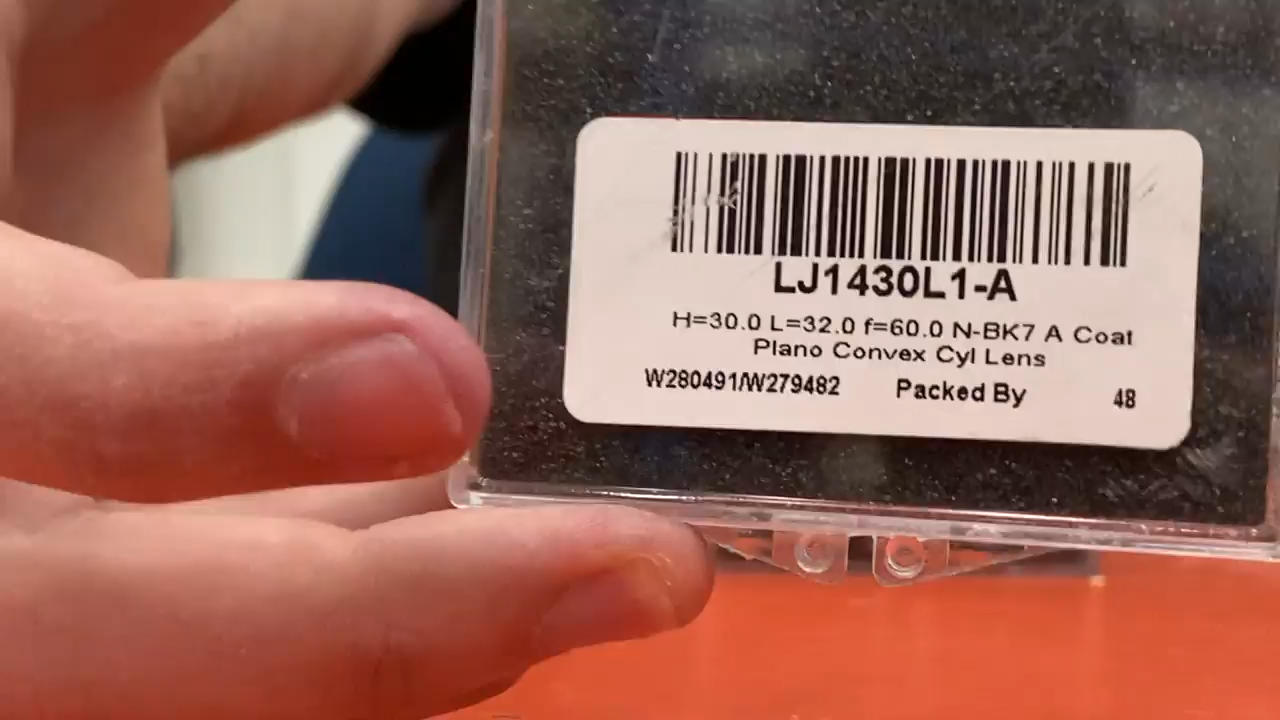 LJ1430L1-A
H=30.0 L=32.0 f=60.0 N-BK7 A Coat
Plano Convex Cyl Lens
W280491/W279482 Packed By 48